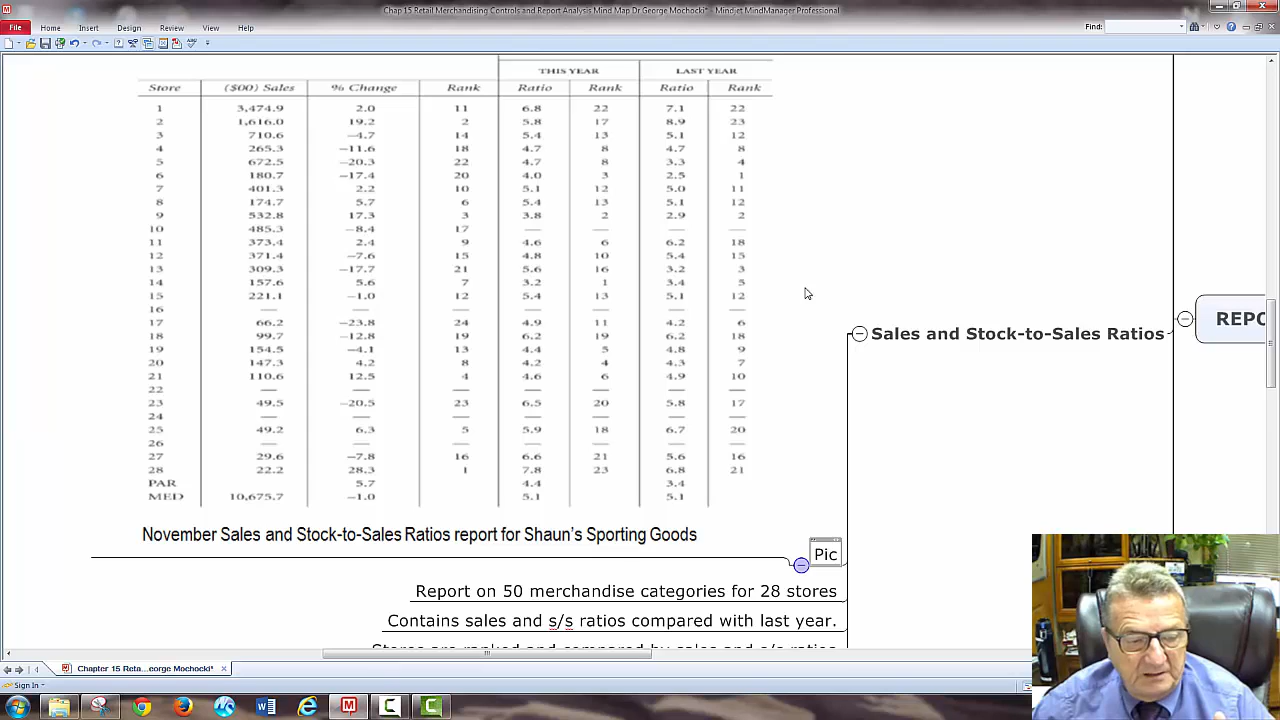 Chap 15 Retail Merchandising Controls and Report Analysis Mind Map Dr George Mochocki* - Mindjet MindManager Professional
File Home Insert Design Review View Help Find:
THIS YEAR LAST YEAR
Store ($00) Sales % Change Rank Ratio Rank Ratio Rank
1 3,474.9 2.0 11 6.8 22 7.1 22
2 1,616.0 19.2 2 5.8 17 8.9 23
3 710.6 —4.7 14 5.4 13 5.1 12
4 265.3 —11.6 18 4.7 8 4.7 8
5 672.5 —20.3 22 4.7 8 3.3 4
6 180.7 —17.4 20 4.0 3 2.5 1
7 401.3 2.2 10 5.1 12 5.0 11
8 174.7 5.7 6 5.4 13 5.1 12
9 532.8 17.3 3 3.8 2 2.9 2
10 485.3 —8.4 17 — — — —
11 373.4 2.4 9 4.6 6 6.2 18
12 371.4 —7.6 15 4.8 10 5.4 15
13 309.3 —17.7 21 5.6 16 3.2 3
14 157.6 5.6 7 3.2 1 3.4 5
15 221.1 —1.0 12 5.4 13 5.1 12
16 — — — — — — —
17 66.2 —23.8 24 4.9 11 4.2 6
18 99.7 —12.8 19 6.2 19 6.2 18
19 154.5 —4.1 13 4.4 5 4.8 9
20 147.3 4.2 8 4.2 4 4.3 7
21 110.6 12.5 4 4.6 6 4.9 10
22 — — — — — — —
23 49.5 —20.5 23 6.5 20 5.8 17
24 — — — — — — —
25 49.2 6.3 5 5.9 18 6.7 20
26 — — — — — — —
27 29.6 —7.8 16 6.6 21 5.6 16
28 22.2 28.3 1 7.8 23 6.8 21
PAR 5.7 4.4 3.4
MED 10,675.7 —1.0 5.1 5.1
Sales and Stock-to-Sales Ratios
REPO
November Sales and Stock-to-Sales Ratios report for Shaun's Sporting Goods
Pic
Report on 50 merchandise categories for 28 stores
Contains sales and s/s ratios compared with last year.
Stores are ranked and compared by sales and s/s ratios
Chapter 15 Reta...eorge Mochocki*
Sign In